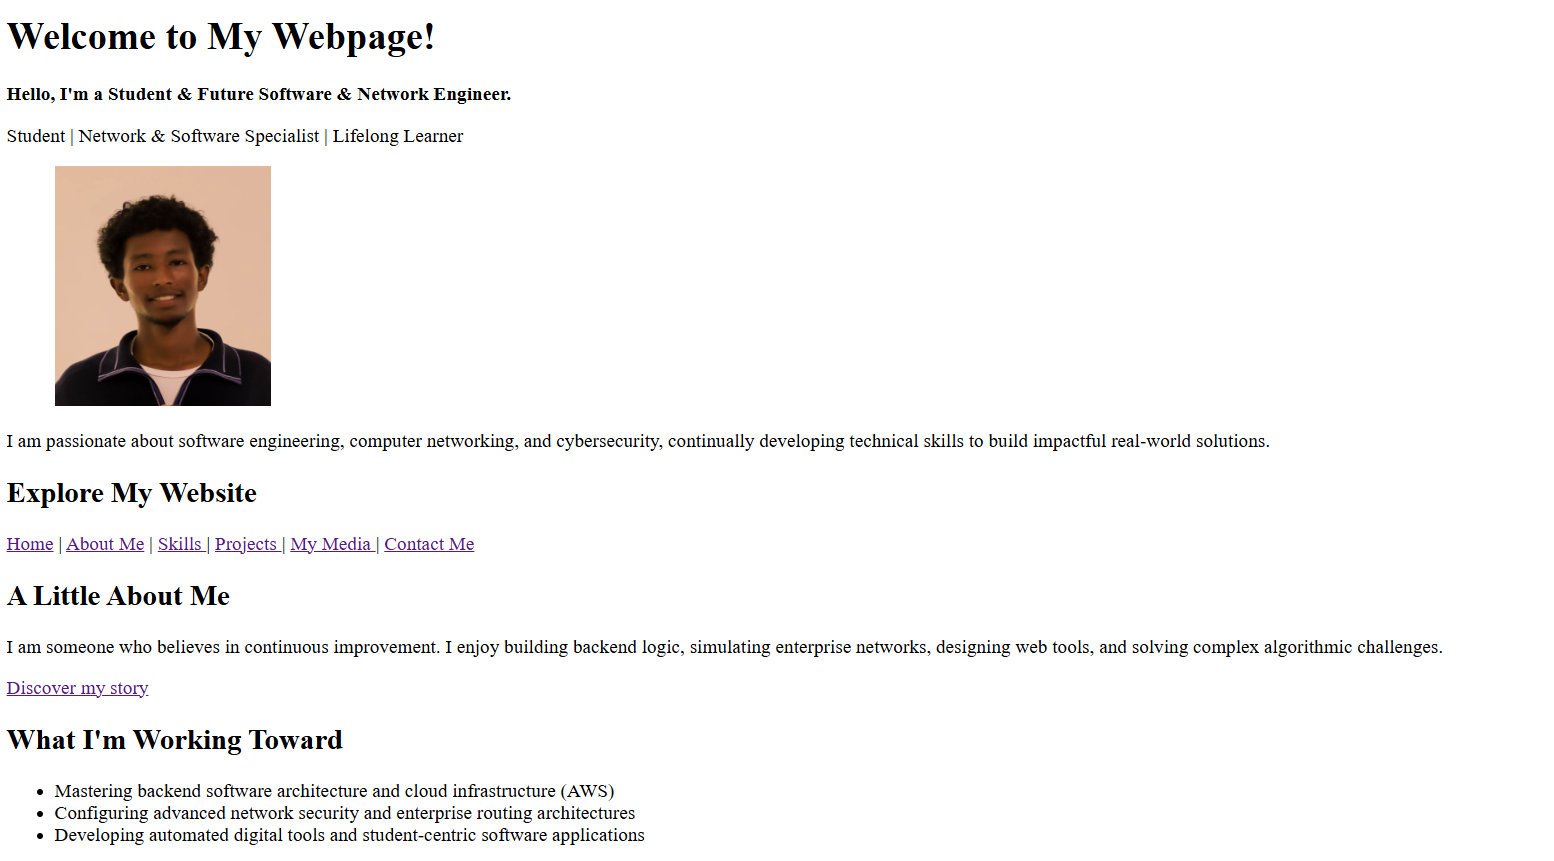 Welcome to My Webpage!
Hello, I'm a Student & Future Software & Network Engineer.
Student | Network & Software Specialist | Lifelong Learner
I am passionate about software engineering, computer networking, and cybersecurity, continually developing technical skills to build impactful real-world solutions.
Explore My Website
Home | About Me | Skills | Projects | My Media | Contact Me
A Little About Me
I am someone who believes in continuous improvement. I enjoy building backend logic, simulating enterprise networks, designing web tools, and solving complex algorithmic challenges.
Discover my story
What I'm Working Toward
• Mastering backend software architecture and cloud infrastructure (AWS)
• Configuring advanced network security and enterprise routing architectures
• Developing automated digital tools and student-centric software applications